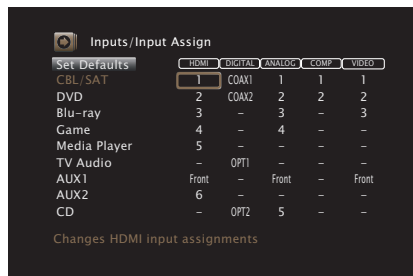 Inputs/Input Assign
Set Defaults HDMI DIGITAL ANALOG COMP VIDEO
CBL/SAT 1 COAX1 1 1 1
DVD 2 COAX2 2 2 2
Blu-ray 3 – 3 – 3
Game 4 – 4 – –
Media Player 5 – – – –
TV Audio – OPT1 – – –
AUX1 Front – Front – Front
AUX2 6 – – – –
CD – OPT2 5 – –
Changes HDMI input assignments